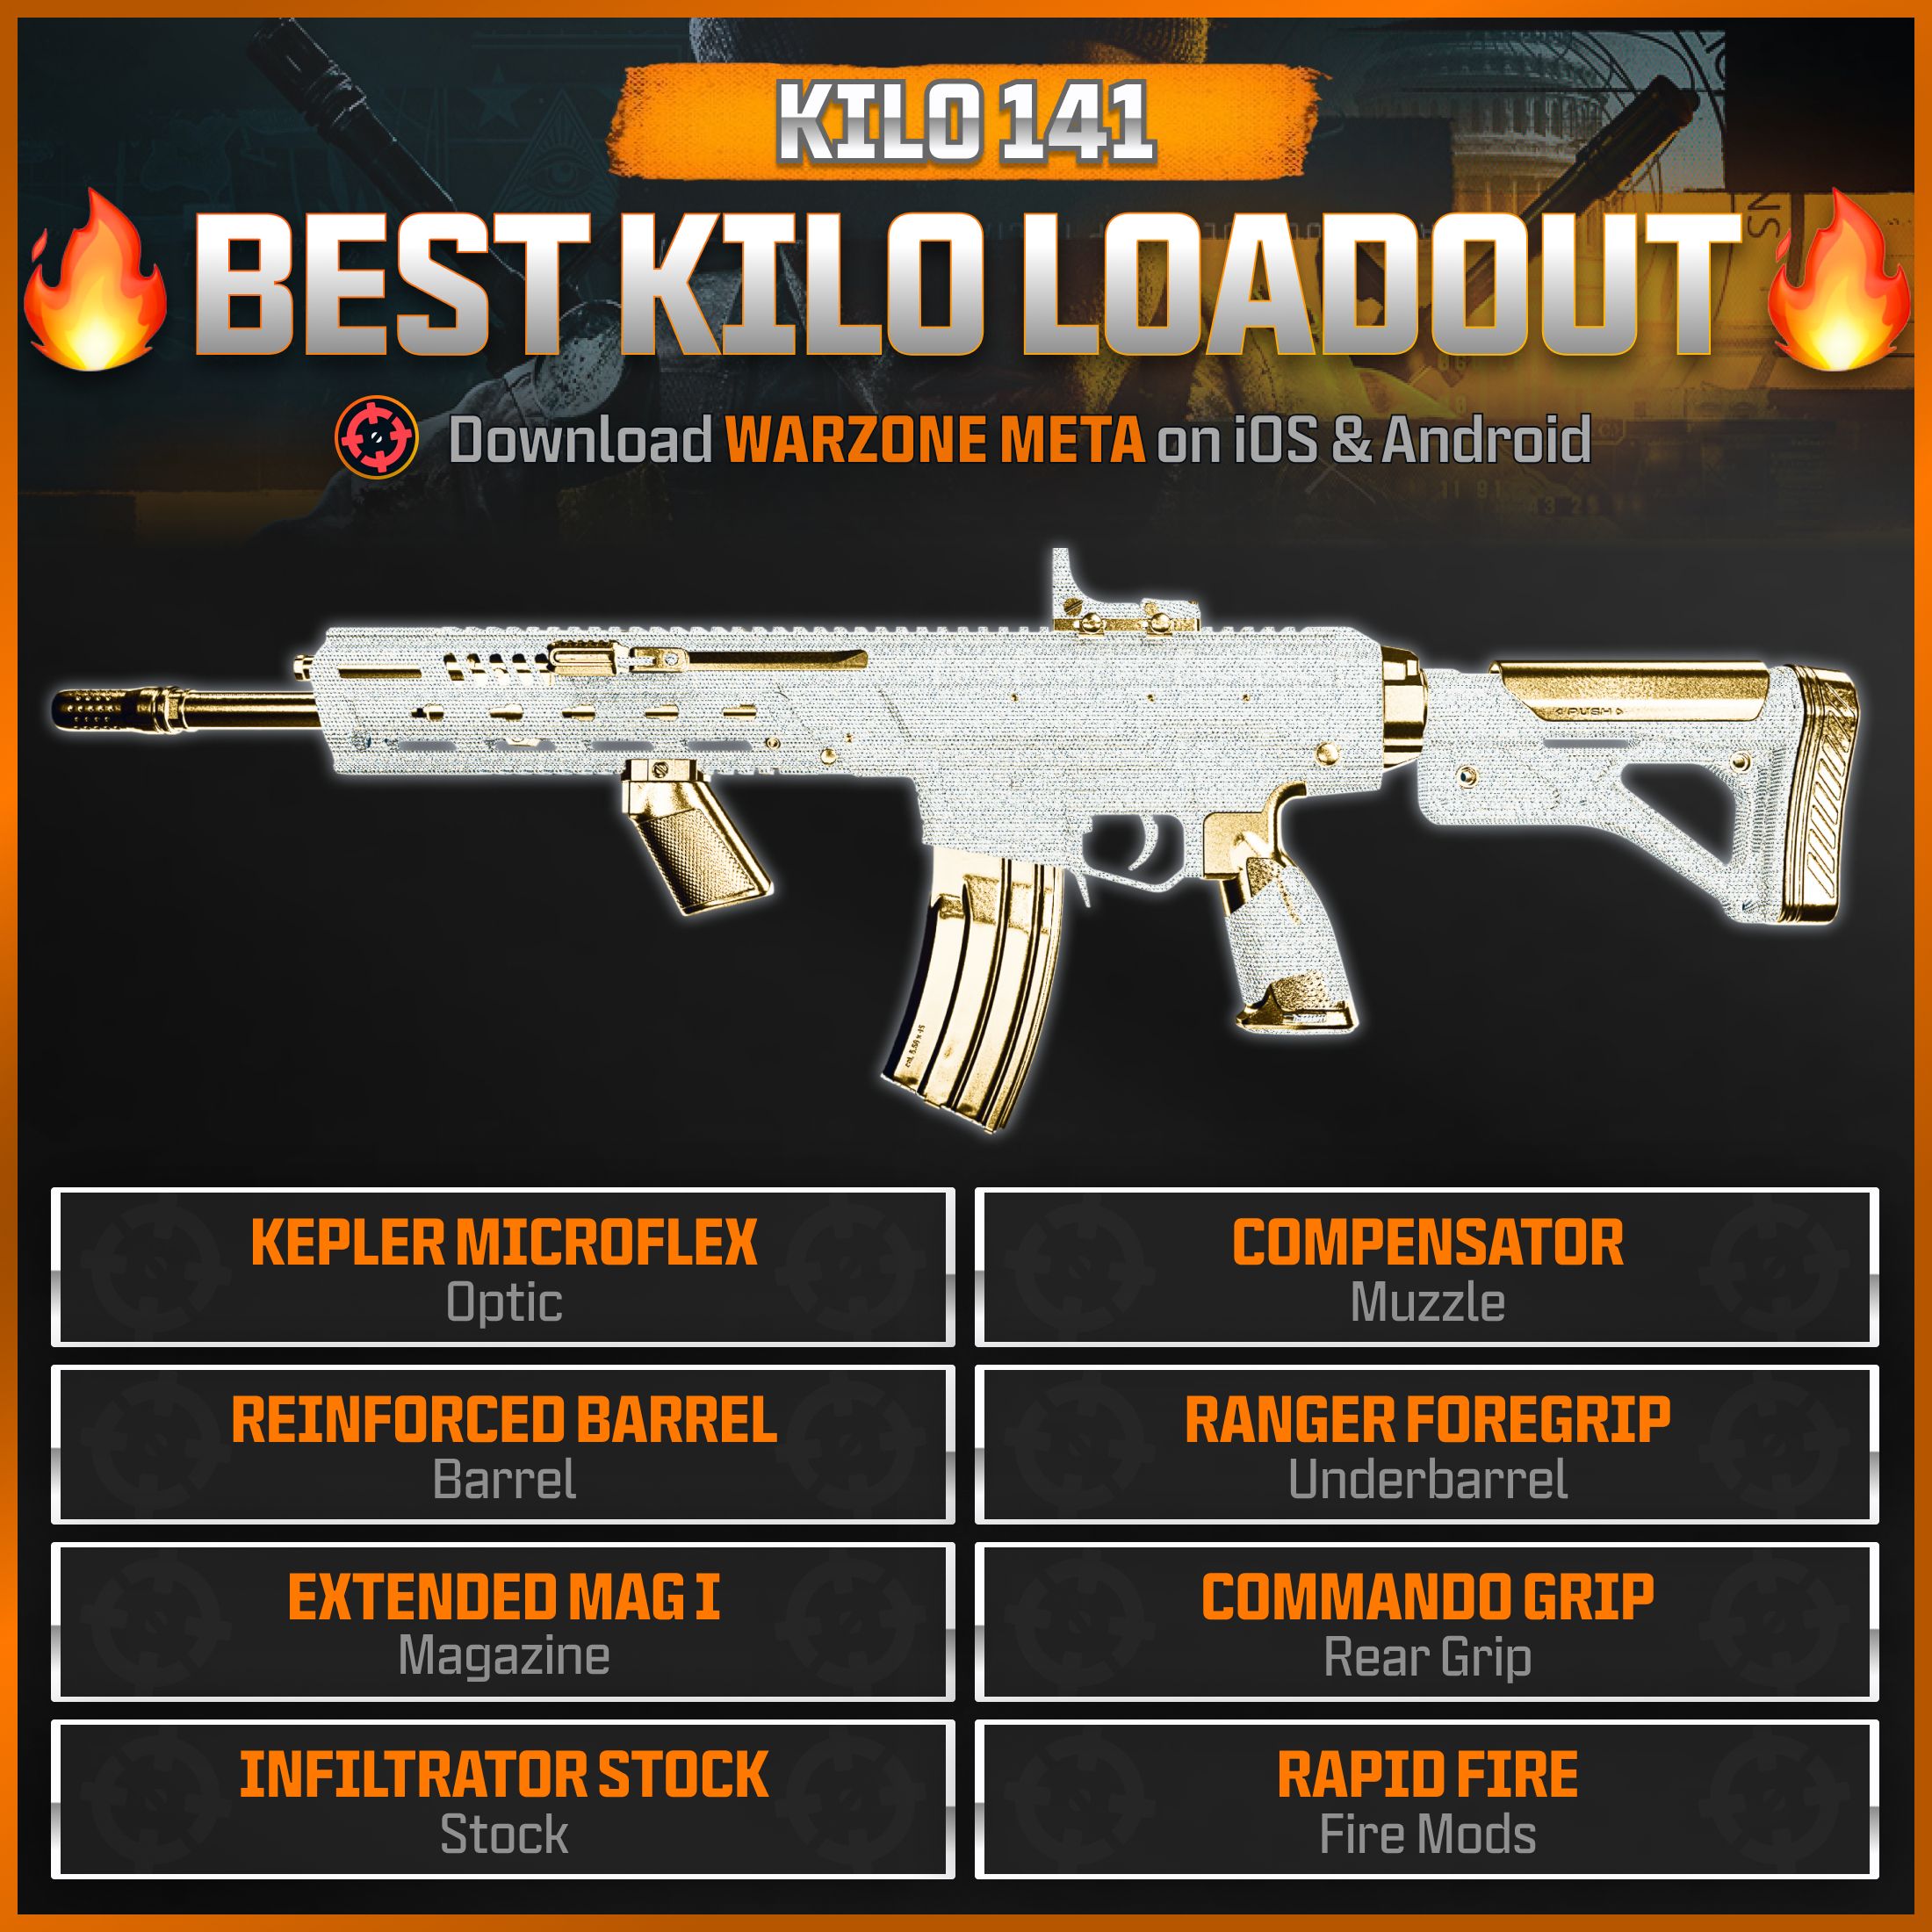 KILO 141
BEST KILO LOADOUT
Download WARZONE META on iOS & Android
PUSH
KEPLER MICROFLEX
Optic
COMPENSATOR
Muzzle
REINFORCED BARREL
Barrel
RANGER FOREGRIP
Underbarrel
EXTENDED MAG I
Magazine
COMMANDO GRIP
Rear Grip
INFILTRATOR STOCK
Stock
RAPID FIRE
Fire Mods